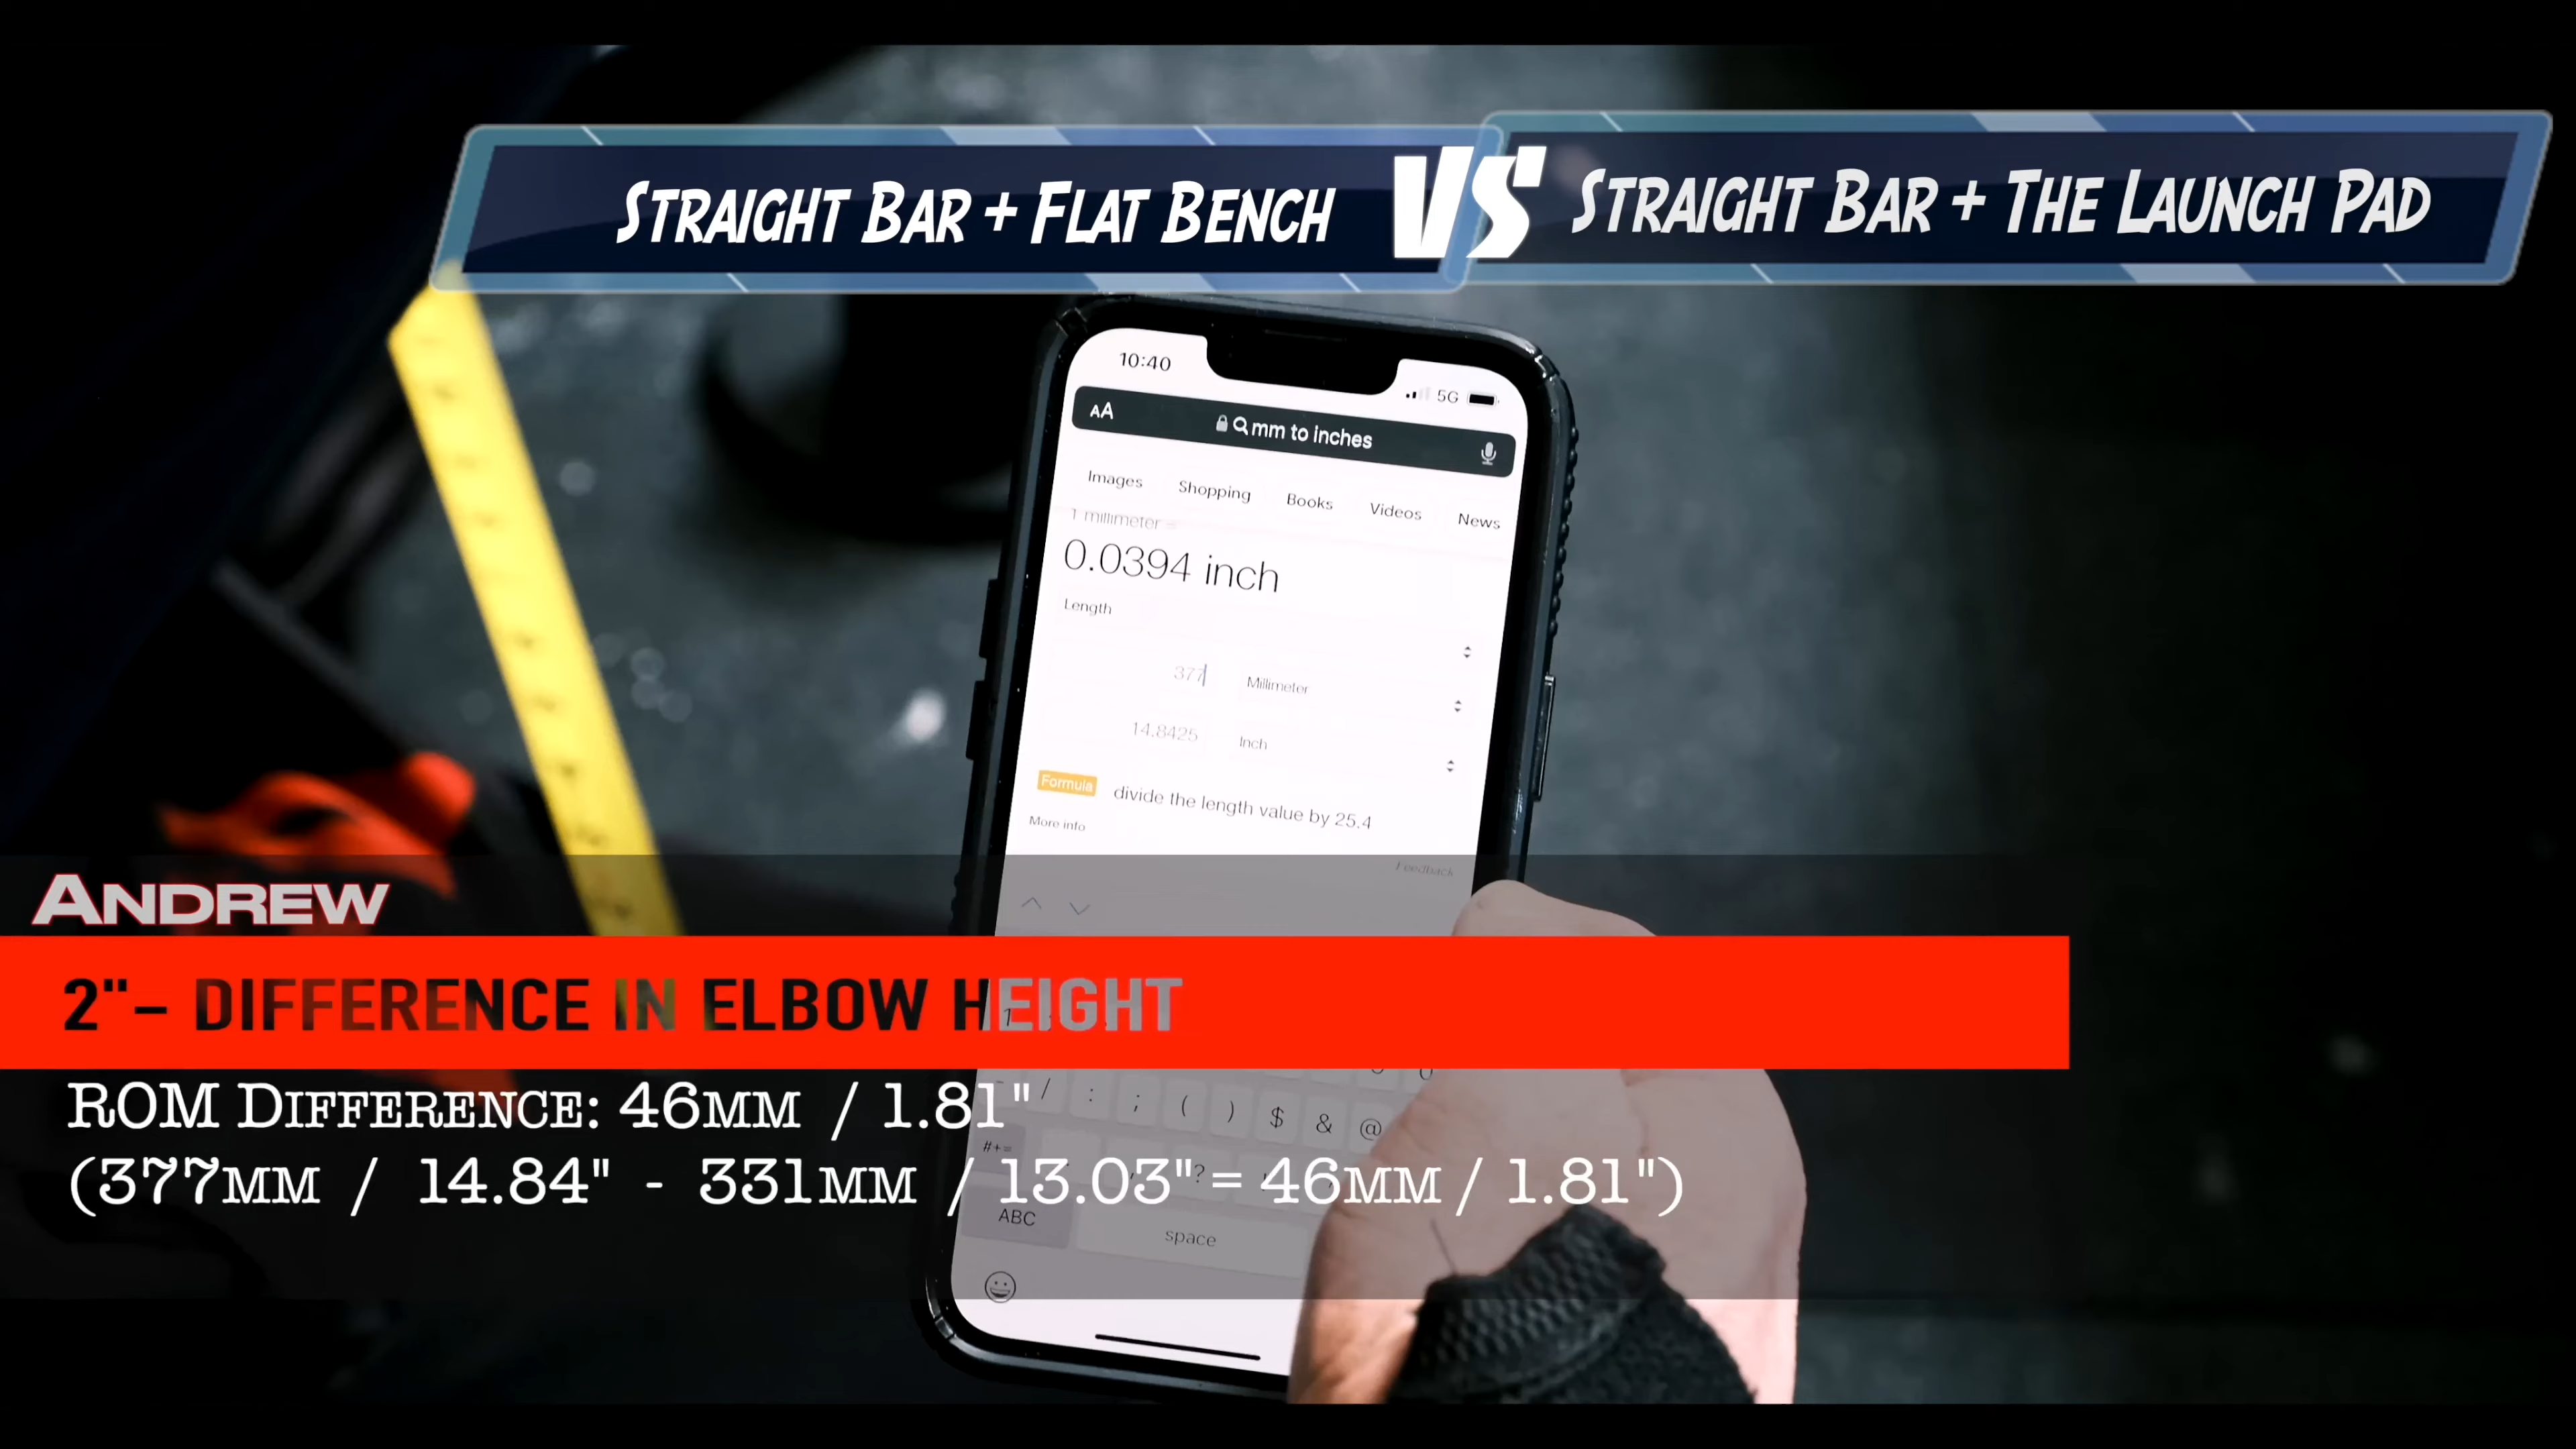 STRAIGHT BAR + FLAT BENCH VS STRAIGHT BAR + THE LAUNCH PAD
10:40
5G
AA mm to inches
Images Shopping Books Videos News
1 millimeter =
0.0394 inch
Length
377 Millimeter
14.8425 Inch
Formula divide the length value by 25.4
More info
Feedback
ANDREW
2"– DIFFERENCE IN ELBOW HEIGHT
ROM DIFFERENCE: 46MM / 1.81"
/ : ; ( ) $ & @
#+=
(377MM / 14.84" - 331MM / 13.03"= 46MM / 1.81")
ABC
space